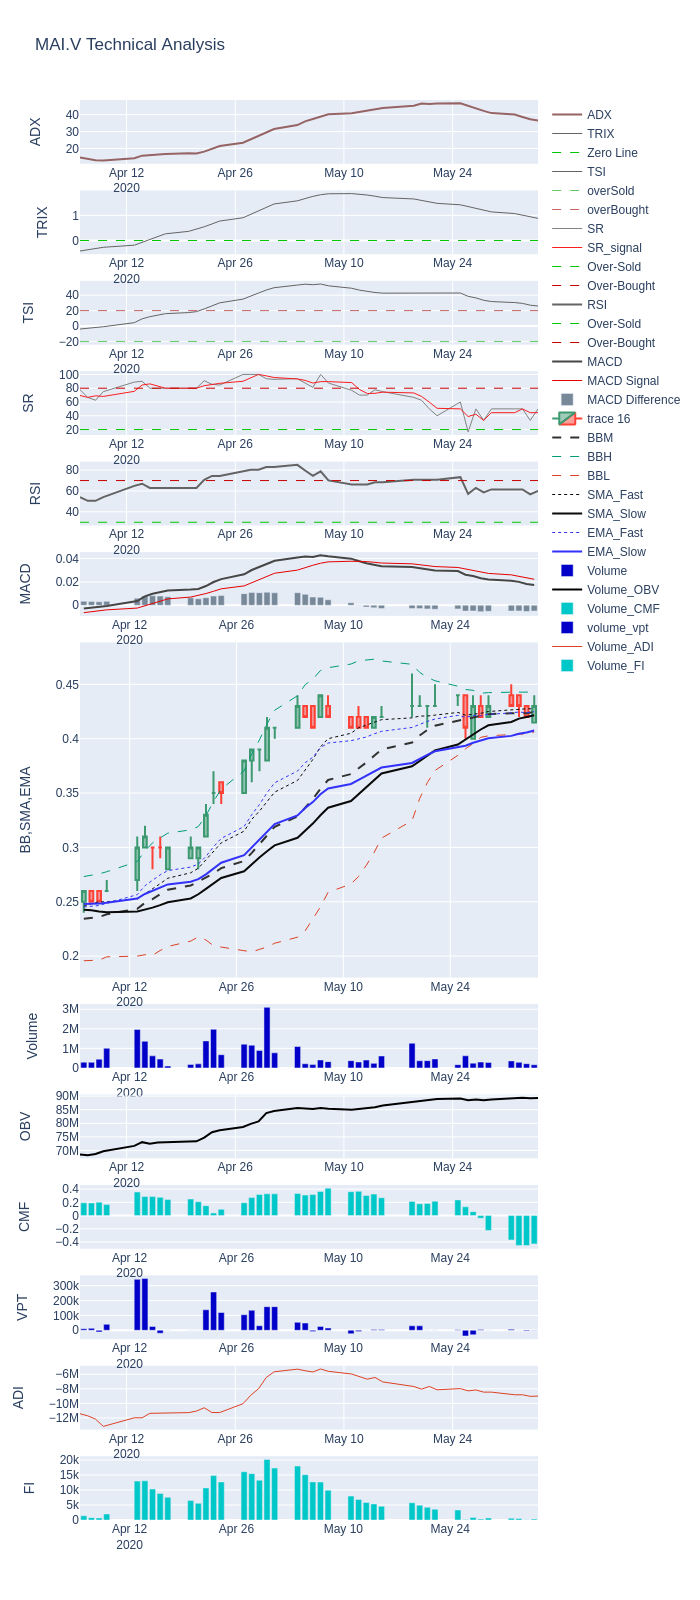 MAI.V Technical Analysis
ADX
40
30
20
Apr 12
2020
Apr 26
May 10
May 24
TRIX
1
0
Apr 12
2020
Apr 26
May 10
May 24
TSI
40
20
0
−20
Apr 12
2020
Apr 26
May 10
May 24
SR
100
80
60
40
20
Apr 12
2020
Apr 26
May 10
May 24
RSI
80
60
40
Apr 12
2020
Apr 26
May 10
May 24
MACD
0.04
0.02
0
Apr 12
2020
Apr 26
May 10
May 24
BB,SMA,EMA
0.45
0.4
0.35
0.3
0.25
0.2
Apr 12
2020
Apr 26
May 10
May 24
Volume
3M
2M
1M
0
Apr 12
2020
Apr 26
May 10
May 24
OBV
90M
85M
80M
75M
70M
Apr 12
2020
Apr 26
May 10
May 24
CMF
0.4
0.2
0
−0.2
−0.4
Apr 12
2020
Apr 26
May 10
May 24
VPT
300k
200k
100k
0
Apr 12
2020
Apr 26
May 10
May 24
ADI
−6M
−8M
−10M
−12M
Apr 12
2020
Apr 26
May 10
May 24
FI
20k
15k
10k
5k
0
Apr 12
2020
Apr 26
May 10
May 24
ADX
TRIX
Zero Line
TSI
overSold
overBought
SR
SR_signal
Over-Sold
Over-Bought
RSI
Over-Sold
Over-Bought
MACD
MACD Signal
MACD Difference
trace 16
BBM
BBH
BBL
SMA_Fast
SMA_Slow
EMA_Fast
EMA_Slow
Volume
Volume_OBV
Volume_CMF
volume_vpt
Volume_ADI
Volume_FI